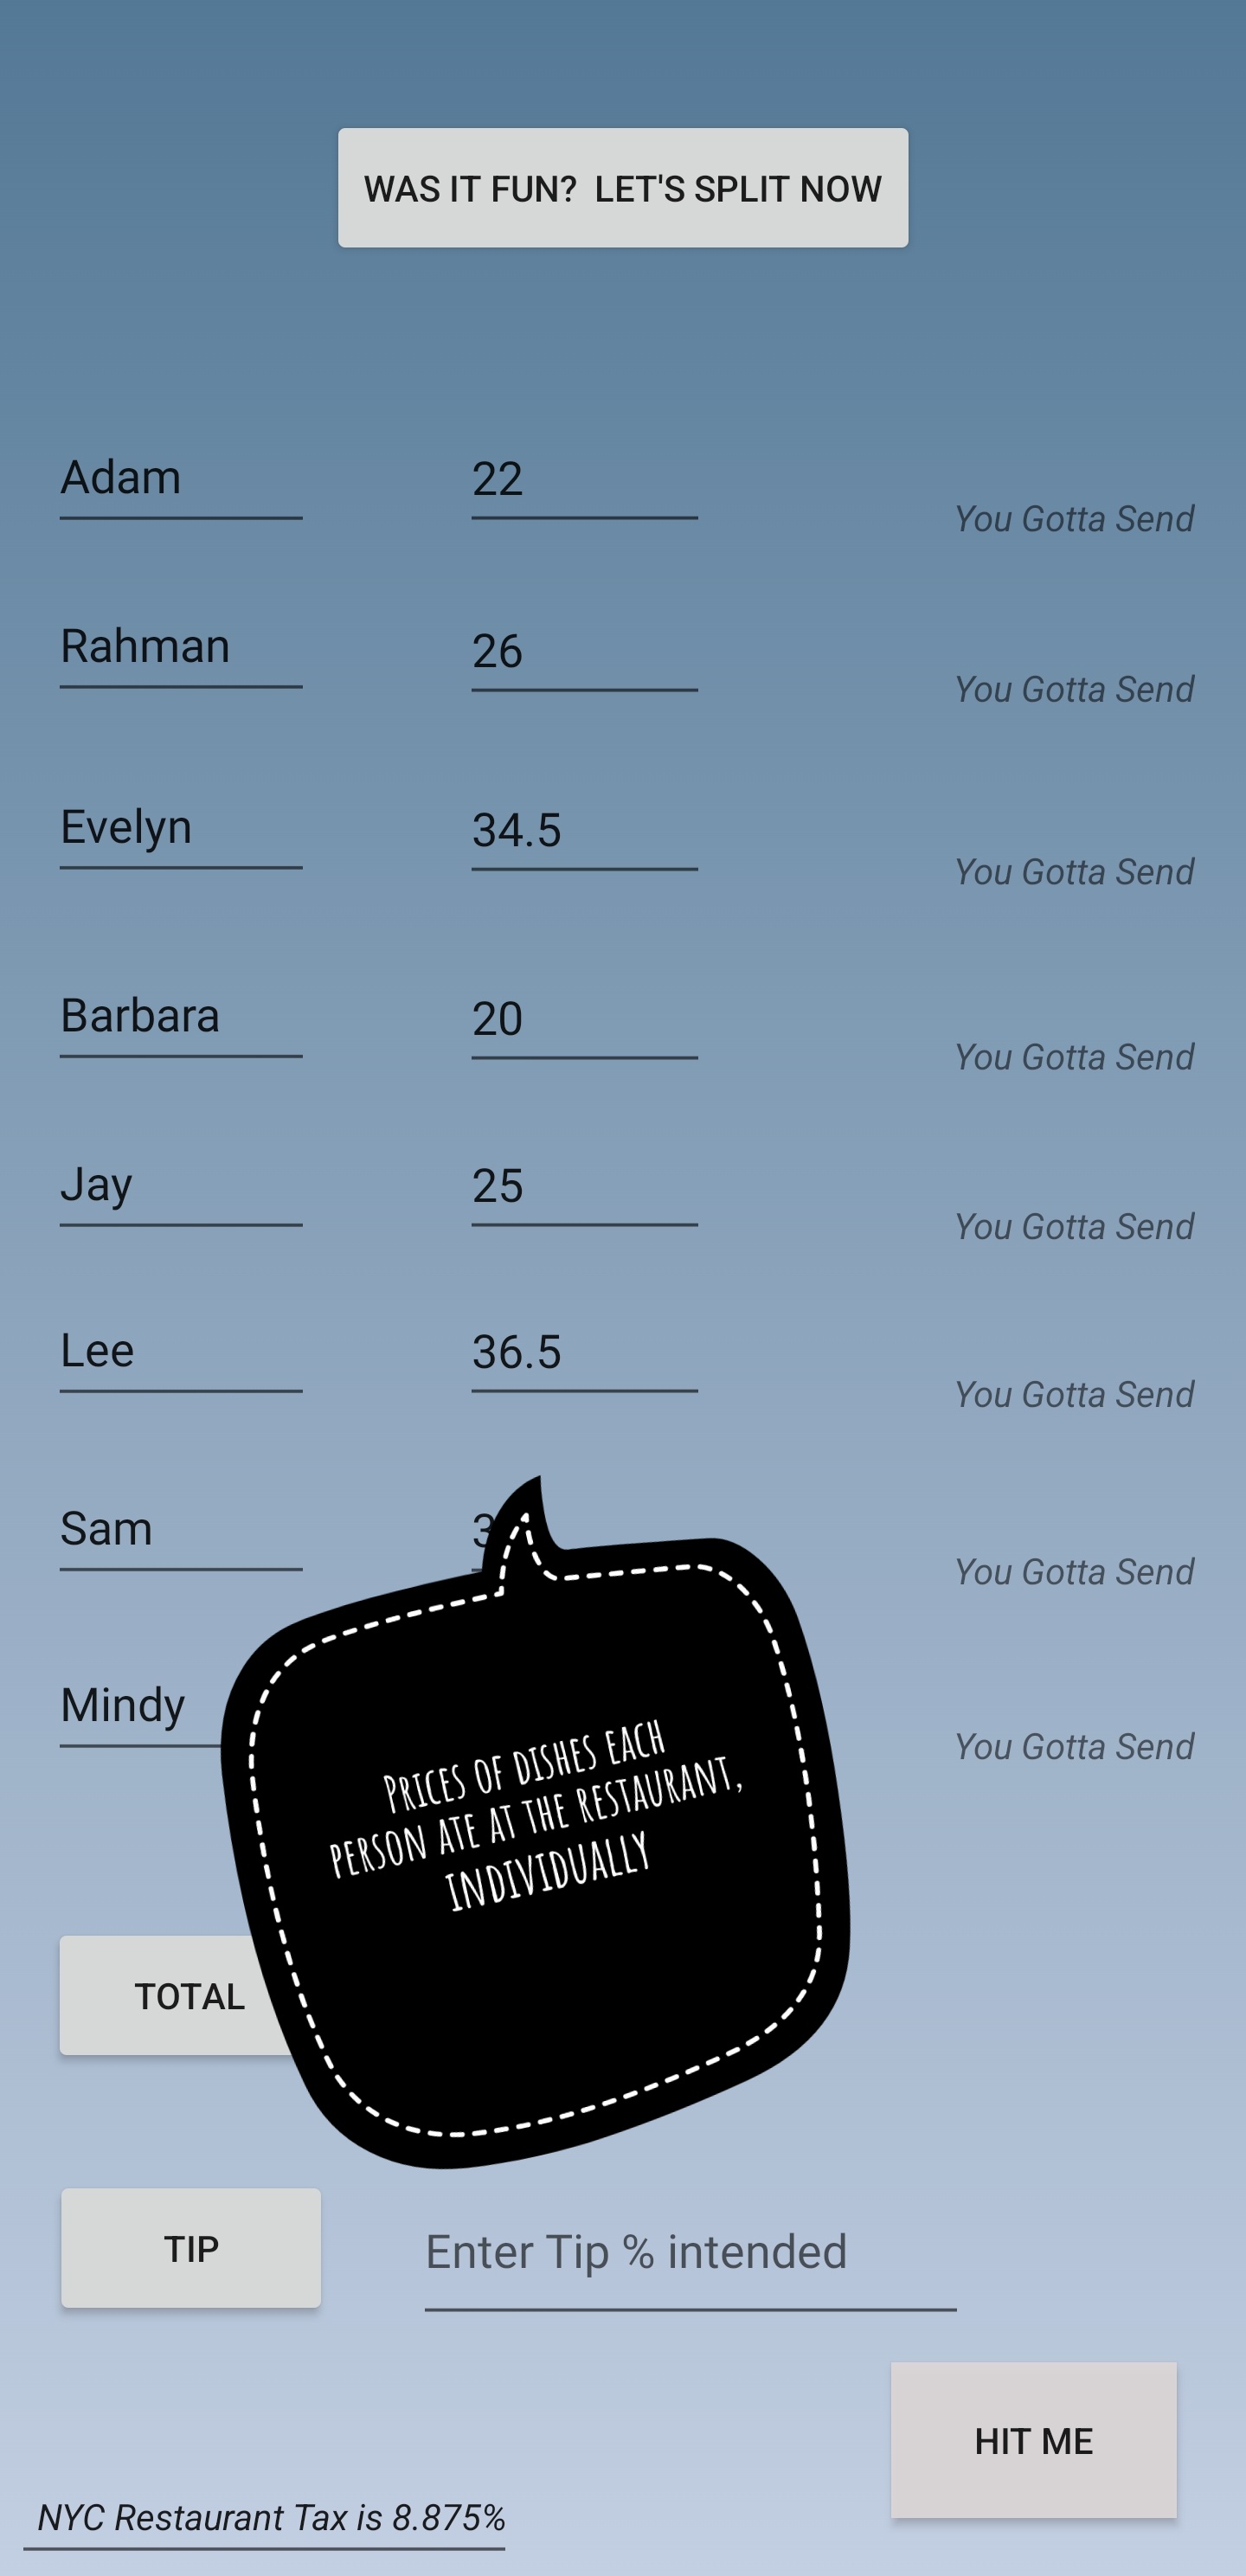 WAS IT FUN? LET'S SPLIT NOW
Adam 22
You Gotta Send
Rahman 26
You Gotta Send
Evelyn 34.5
You Gotta Send
Barbara 20
You Gotta Send
Jay 25
You Gotta Send
Lee 36.5
You Gotta Send
Sam
You Gotta Send
Mindy
You Gotta Send
PRICES OF DISHES EACH
PERSON ATE AT THE RESTAURANT,
INDIVIDUALLY
TOTAL
TIP Enter Tip % intended
HIT ME
NYC Restaurant Tax is 8.875%